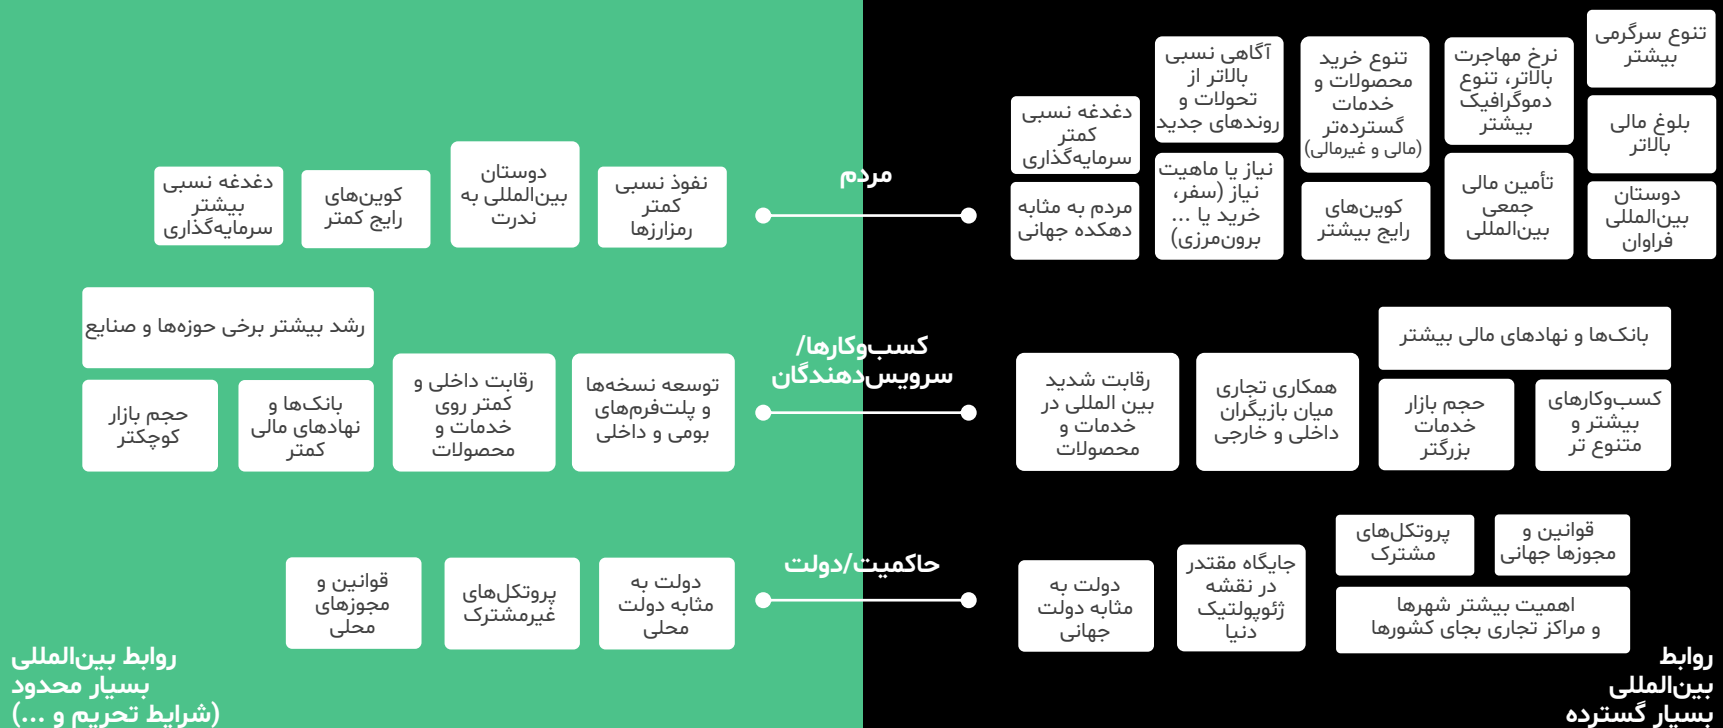 تنوع سرگرمی
بیشتر
بلوغ مالی
بالاتر
دوستان
بین‌المللی
فراوان
نرخ مهاجرت
بالاتر، تنوع
دموگرافیک
بیشتر
تأمین مالی
جمعی
بین‌المللی
تنوع خرید
محصولات و
خدمات
گسترده‌تر
(مالی و غیرمالی)
کوین‌های
رایج بیشتر
آگاهی نسبی
بالاتر از
تحولات و
روندهای جدید
نیاز یا ماهیت
نیاز (سفر،
خرید یا ...
برون‌مرزی)
دغدغه نسبی
کمتر
سرمایه‌گذاری
مردم به مثابه
دهکده جهانی
مردم
نفوذ نسبی
کمتر
رمزارزها
دوستان
بین‌المللی به
ندرت
کوین‌های
رایج کمتر
دغدغه نسبی
بیشتر
سرمایه‌گذاری
بانک‌ها و نهادهای مالی بیشتر
کسب‌وکارهای
بیشتر و
متنوع تر
حجم بازار
خدمات
بزرگتر
همکاری تجاری
میان بازیگران
داخلی و خارجی
رقابت شدید
بین المللی در
خدمات و
محصولات
کسب‌وکارها/
سرویس‌دهندگان
توسعه نسخه‌ها
و پلت‌فرم‌های
بومی و داخلی
رقابت داخلی و
کمتر روی
خدمات و
محصولات
رشد بیشتر برخی حوزه‌ها و صنایع
بانک‌ها و
نهادهای مالی
کمتر
حجم بازار
کوچکتر
قوانین و
مجوزها جهانی
پروتکل‌های
مشترک
اهمیت بیشتر شهرها
و مراکز تجاری بجای کشورها
جایگاه مقتدر
در نقشه
ژئوپولتیک
دنیا
دولت به
مثابه دولت
جهانی
حاکمیت/دولت
دولت به
مثابه دولت
محلی
پروتکل‌های
غیرمشترک
قوانین و
مجوزهای
محلی
روابط
بین‌المللی
بسیار گسترده
روابط بین‌المللی
بسیار محدود
(شرایط تحریم و ...)